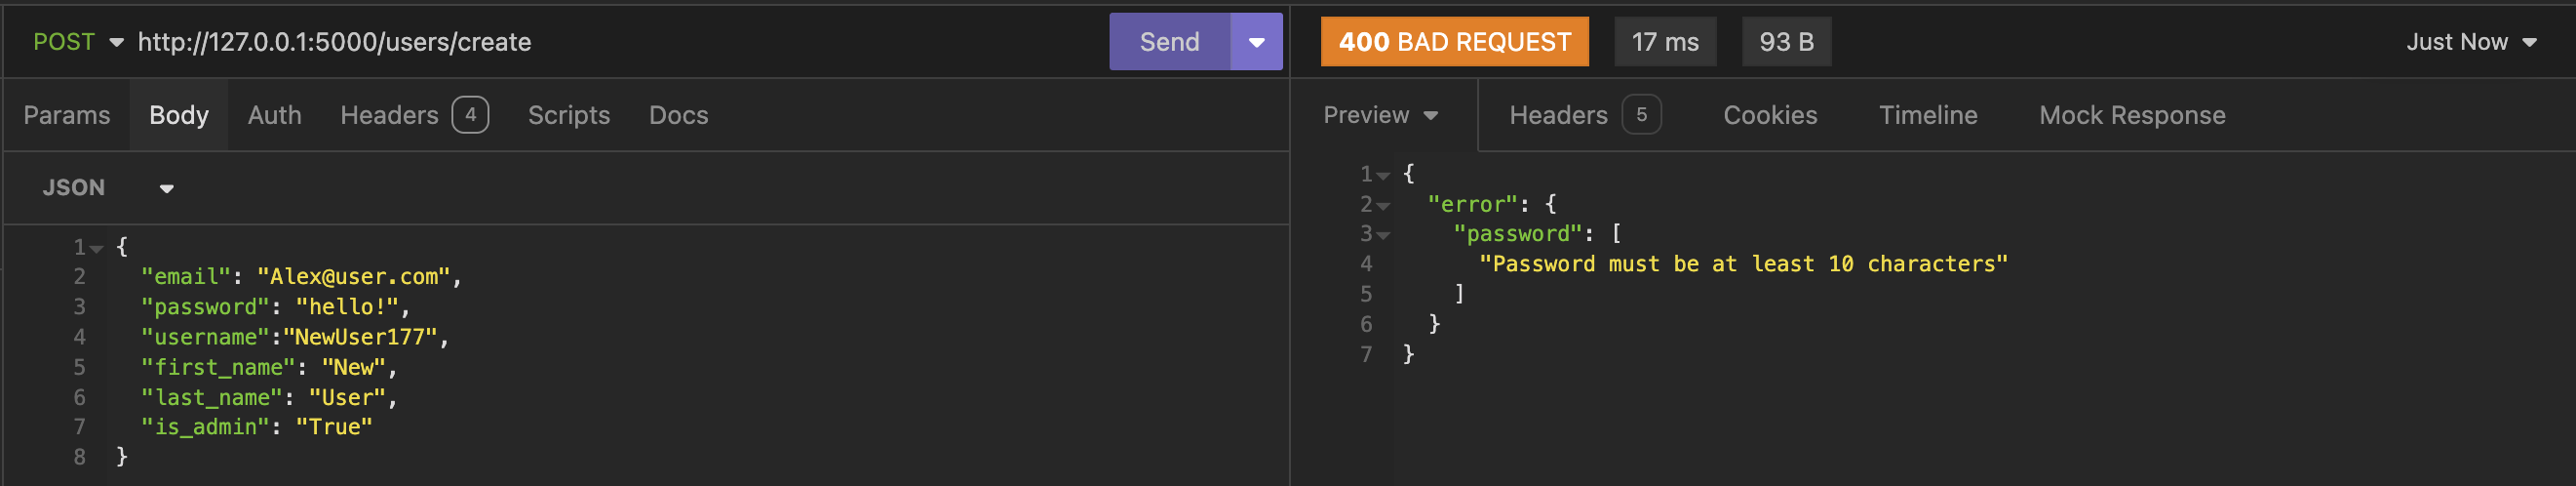 POST http://127.0.0.1:5000/users/create Send
Params Body Auth Headers 4 Scripts Docs
JSON
1 {
2 "email": "Alex@user.com",
3 "password": "hello!",
4 "username":"NewUser177",
5 "first_name": "New",
6 "last_name": "User",
7 "is_admin": "True"
8 }
400 BAD REQUEST 17 ms 93 B Just Now
Preview Headers 5 Cookies Timeline Mock Response
1 {
2 "error": {
3 "password": [
4 "Password must be at least 10 characters"
5 ]
6 }
7 }